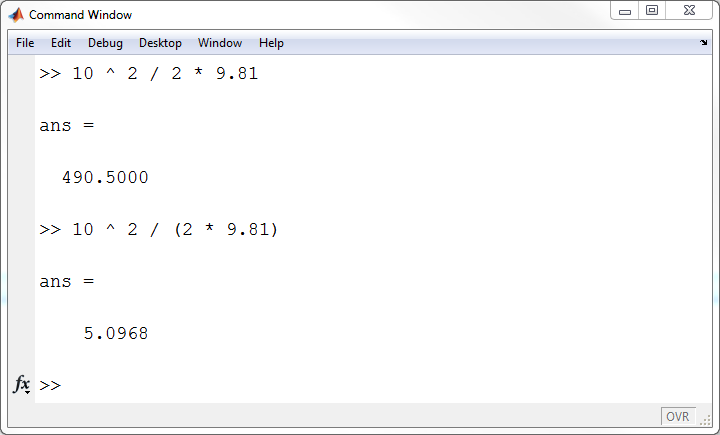 Command Window
File Edit Debug Desktop Window Help
>> 10 ^ 2 / 2 * 9.81
ans =
490.5000
>> 10 ^ 2 / (2 * 9.81)
ans =
5.0968
fx >>
OVR